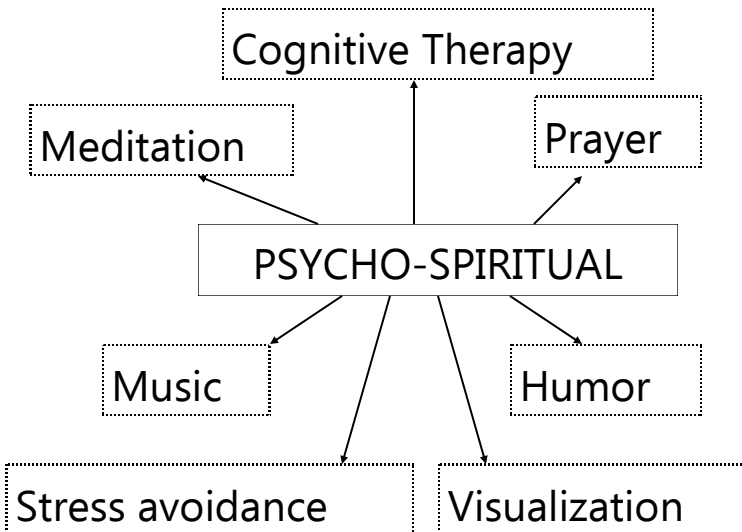 Cognitive Therapy
Meditation
Prayer
PSYCHO-SPIRITUAL
Music
Humor
Stress avoidance
Visualization